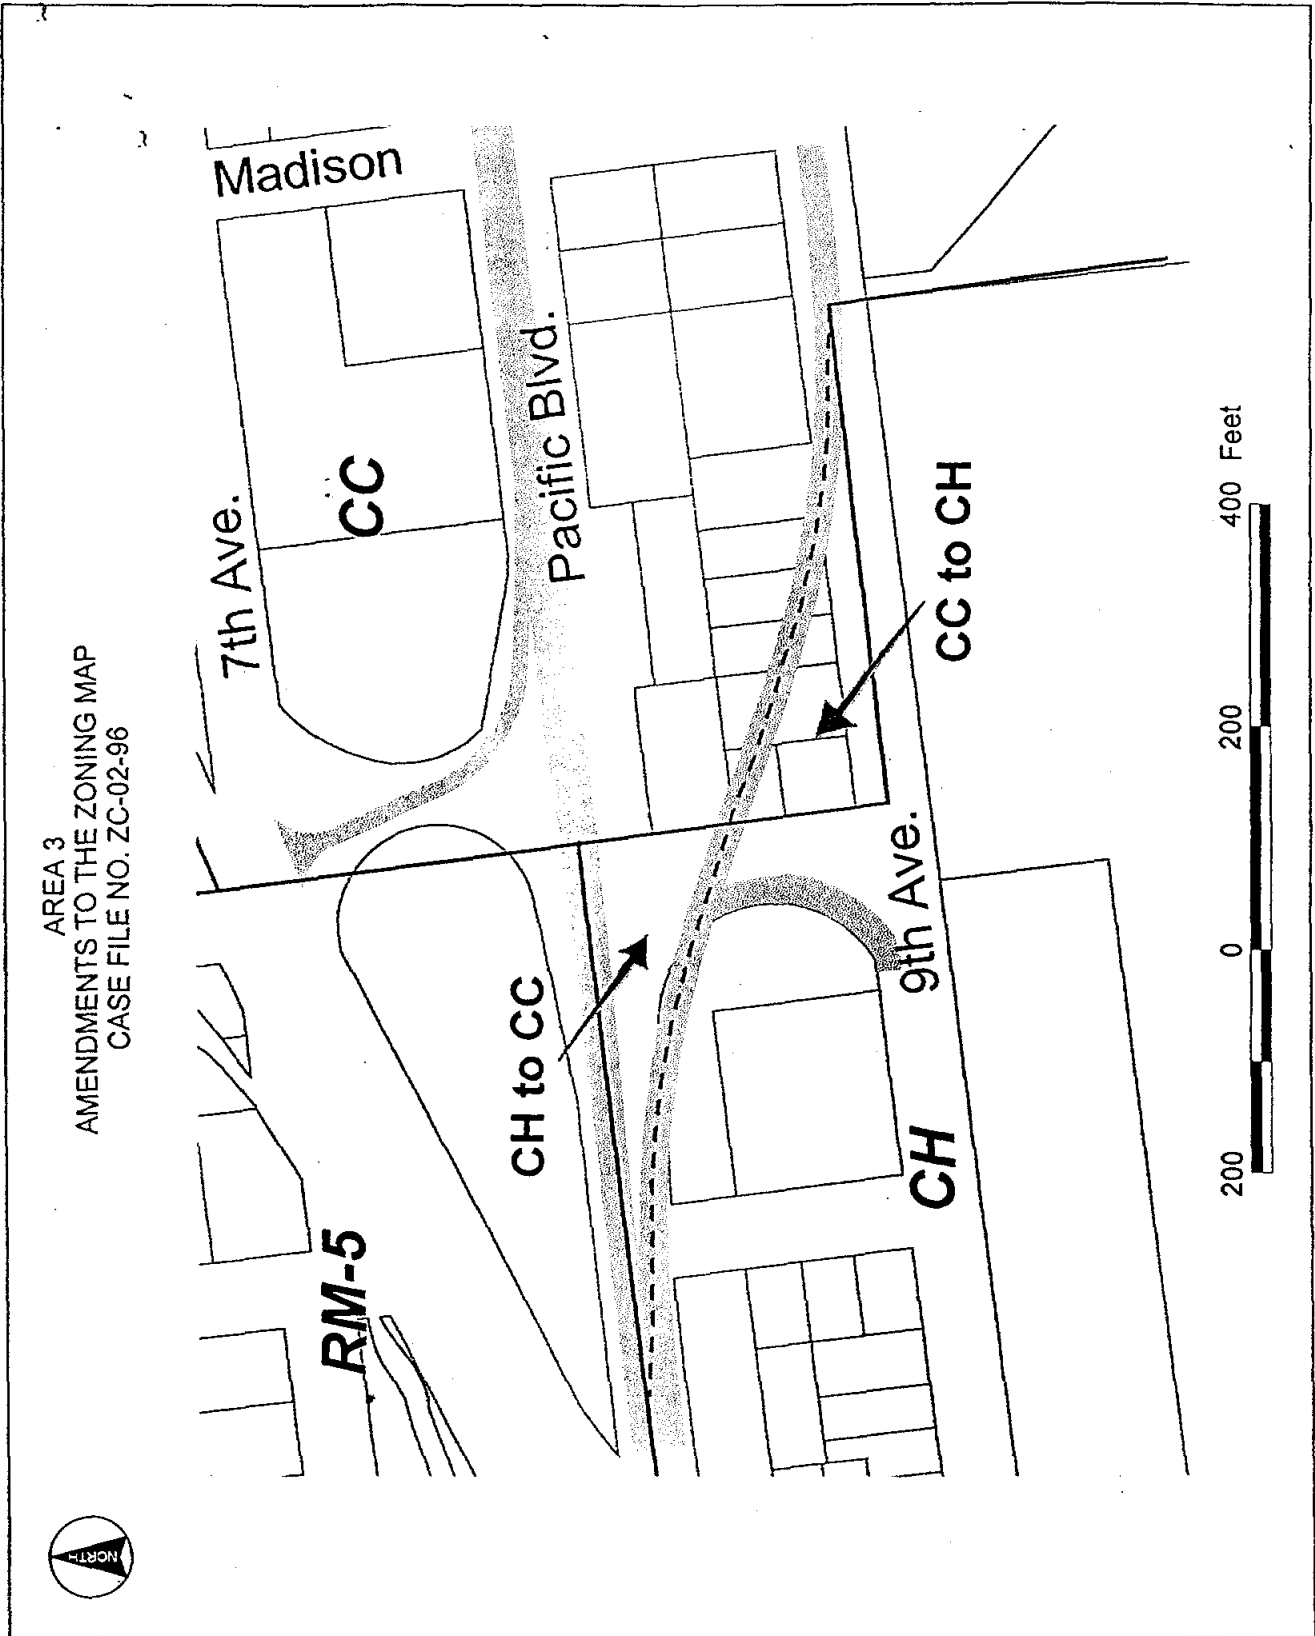 AREA 3
AMENDMENTS TO THE ZONING MAP
CASE FILE NO. ZC-02-96
NORTH
Madison
7th Ave.
CC
Pacific Blvd.
RM-5
CH to CC
CC to CH
9th Ave.
CH
200 0 200 400 Feet